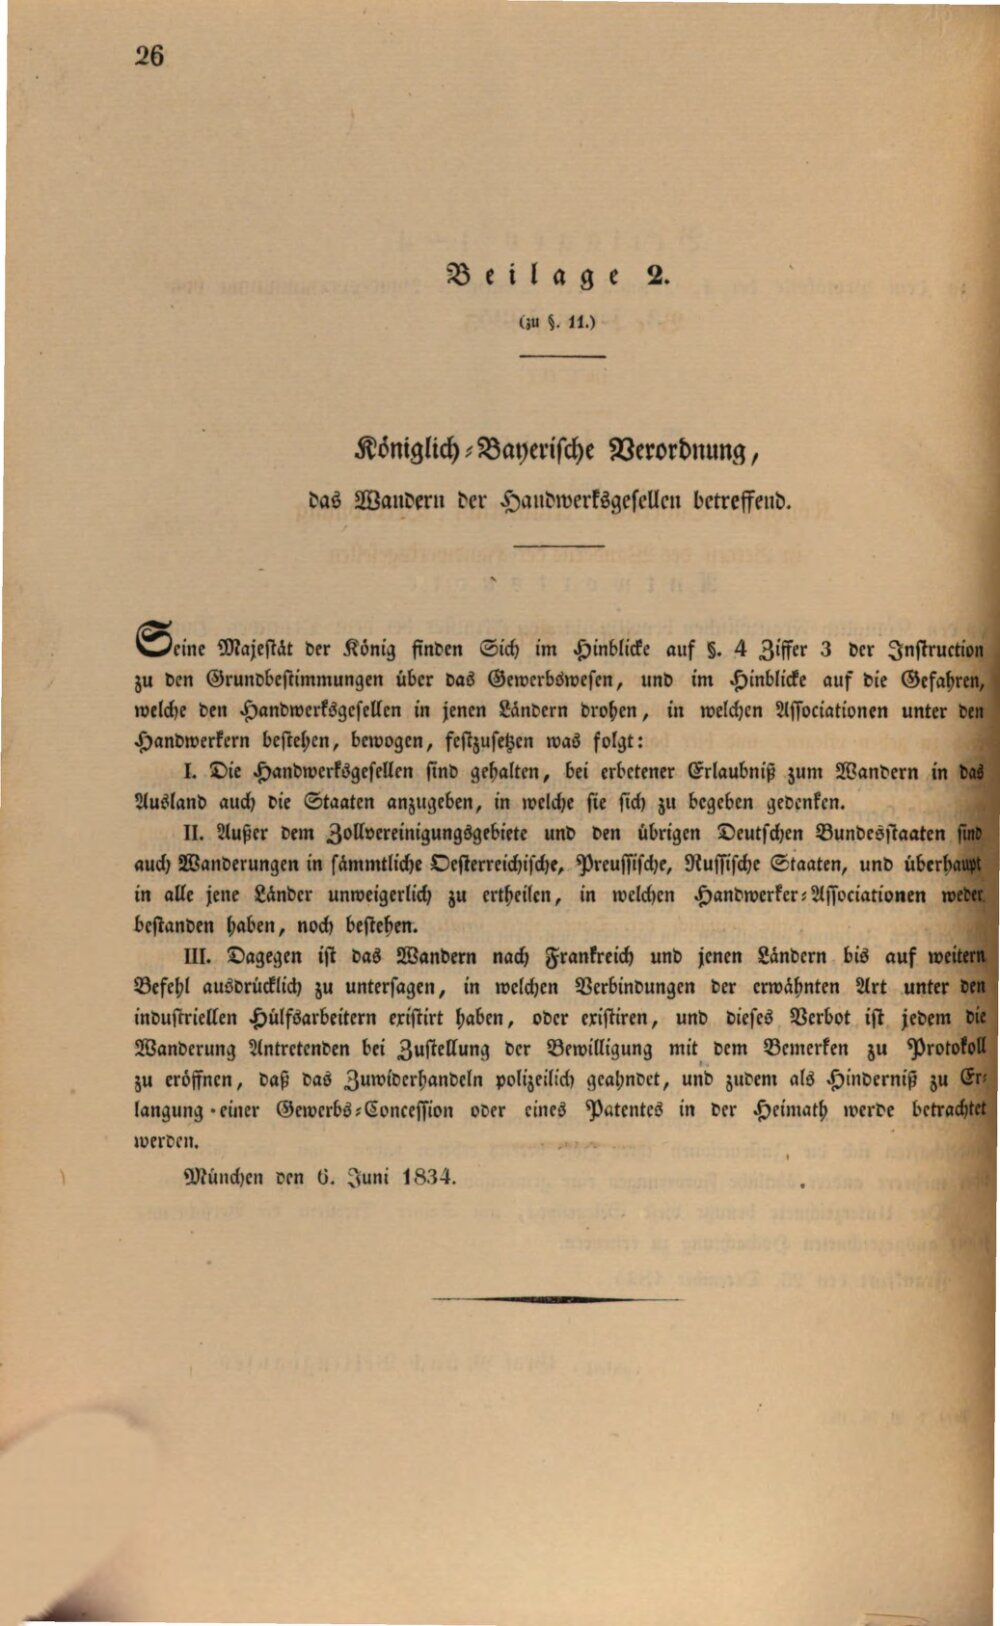 26
Beilage 2.
(zu §. 11.)
Königlich-Bayerische Verordnung,
das Wandern der Handwerksgesellen betreffend.
Seine Majestät der König finden Sich im Hinblicke auf §. 4 Ziffer 3 der Instruction
zu den Grundbestimmungen über das Gewerbswesen, und im Hinblicke auf die Gefahren,
welche den Handwerksgesellen in jenen Ländern drohen, in welchen Associationen unter den
Handwerkern bestehen, bewogen, festzusetzen was folgt:
I. Die Handwerksgesellen sind gehalten, bei erbetener Erlaubniß zum Wandern in das
Ausland auch die Staaten anzugeben, in welche sie sich zu begeben gedenken.
II. Außer dem Zollvereinigungsgebiete und den übrigen Deutschen Bundesstaaten sind
auch Wanderungen in sämmtliche Oesterreichische, Preussische, Russische Staaten, und überhaupt
in alle jene Länder unweigerlich zu ertheilen, in welchen Handwerker-Associationen weder
bestanden haben, noch bestehen.
III. Dagegen ist das Wandern nach Frankreich und jenen Ländern bis auf weitern
Befehl ausdrücklich zu untersagen, in welchen Verbindungen der erwähnten Art unter den
industriellen Hülfsarbeitern existirt haben, oder existiren, und dieses Verbot ist jedem die
Wanderung Antretenden bei Zustellung der Bewilligung mit dem Bemerken zu Protokoll
zu eröffnen, daß das Zuwiderhandeln polizeilich geahndet, und zudem als Hinderniß zu Er-
langung einer Gewerbs-Concession oder eines Patentes in der Heimath werde betrachtet
werden.
München den 6. Juni 1834.